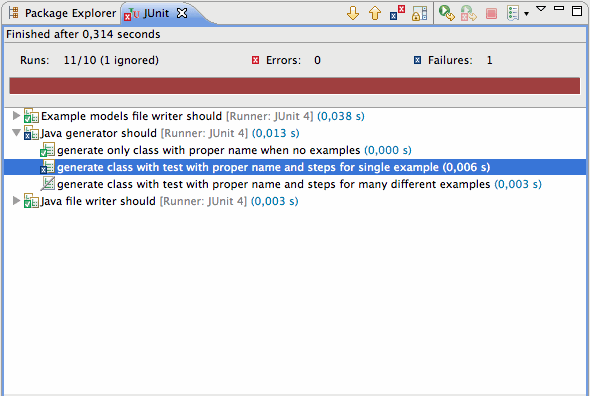 Package Explorer JUnit
Finished after 0,314 seconds
Runs: 11/10 (1 ignored) Errors: 0 Failures: 1
Example models file writer should [Runner: JUnit 4] (0,038 s)
Java generator should [Runner: JUnit 4] (0,013 s)
generate only class with proper name when no examples (0,000 s)
generate class with test with proper name and steps for single example (0,006 s)
generate class with test with proper name and steps for many different examples (0,003 s)
Java file writer should [Runner: JUnit 4] (0,003 s)